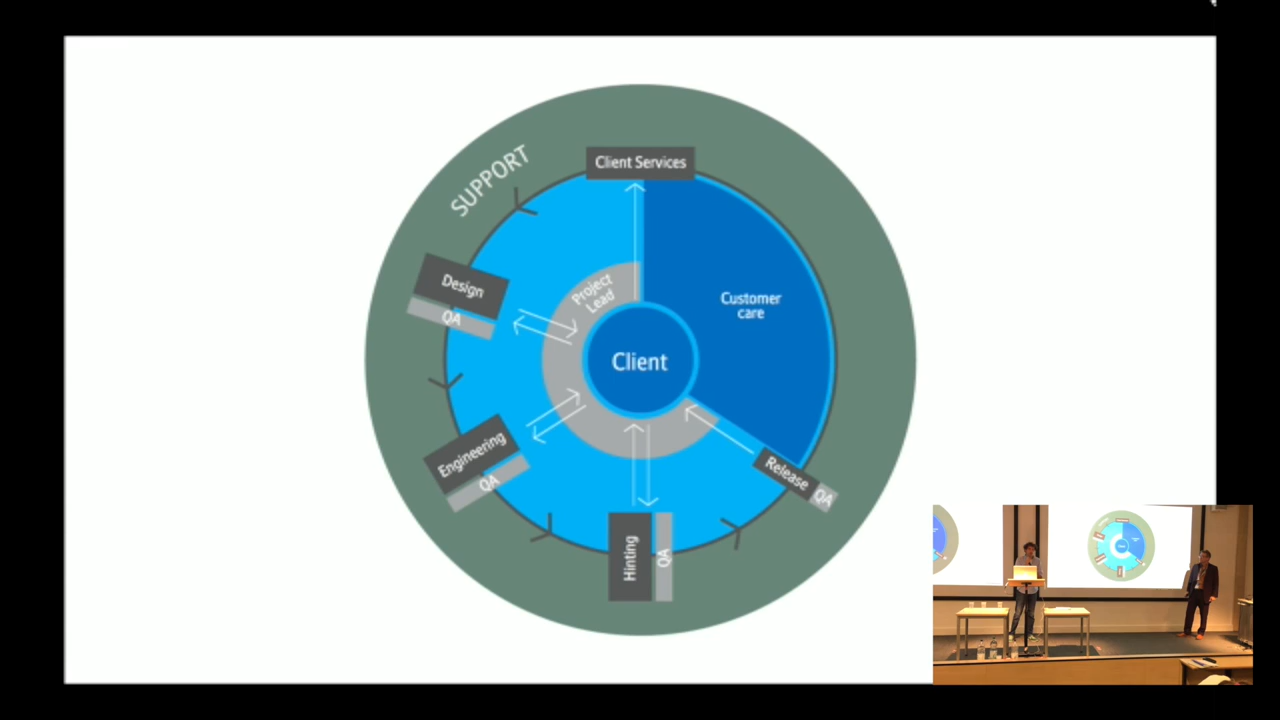 Client Services
SUPPORT
Design
QA
Project
Lead
Customer
care
Client
Engineering
QA
Release
QA
Hinting
QA